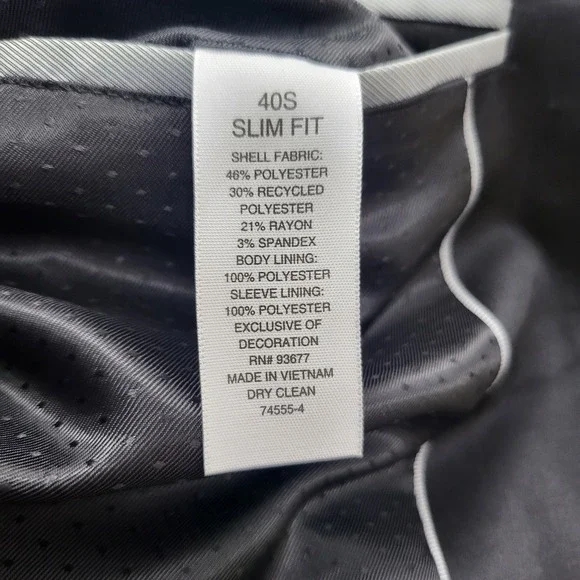 40S
SLIM FIT
SHELL FABRIC:
46% POLYESTER
30% RECYCLED
POLYESTER
21% RAYON
3% SPANDEX
BODY LINING:
100% POLYESTER
SLEEVE LINING:
100% POLYESTER
EXCLUSIVE OF
DECORATION
RN# 93677
MADE IN VIETNAM
DRY CLEAN
74555-4